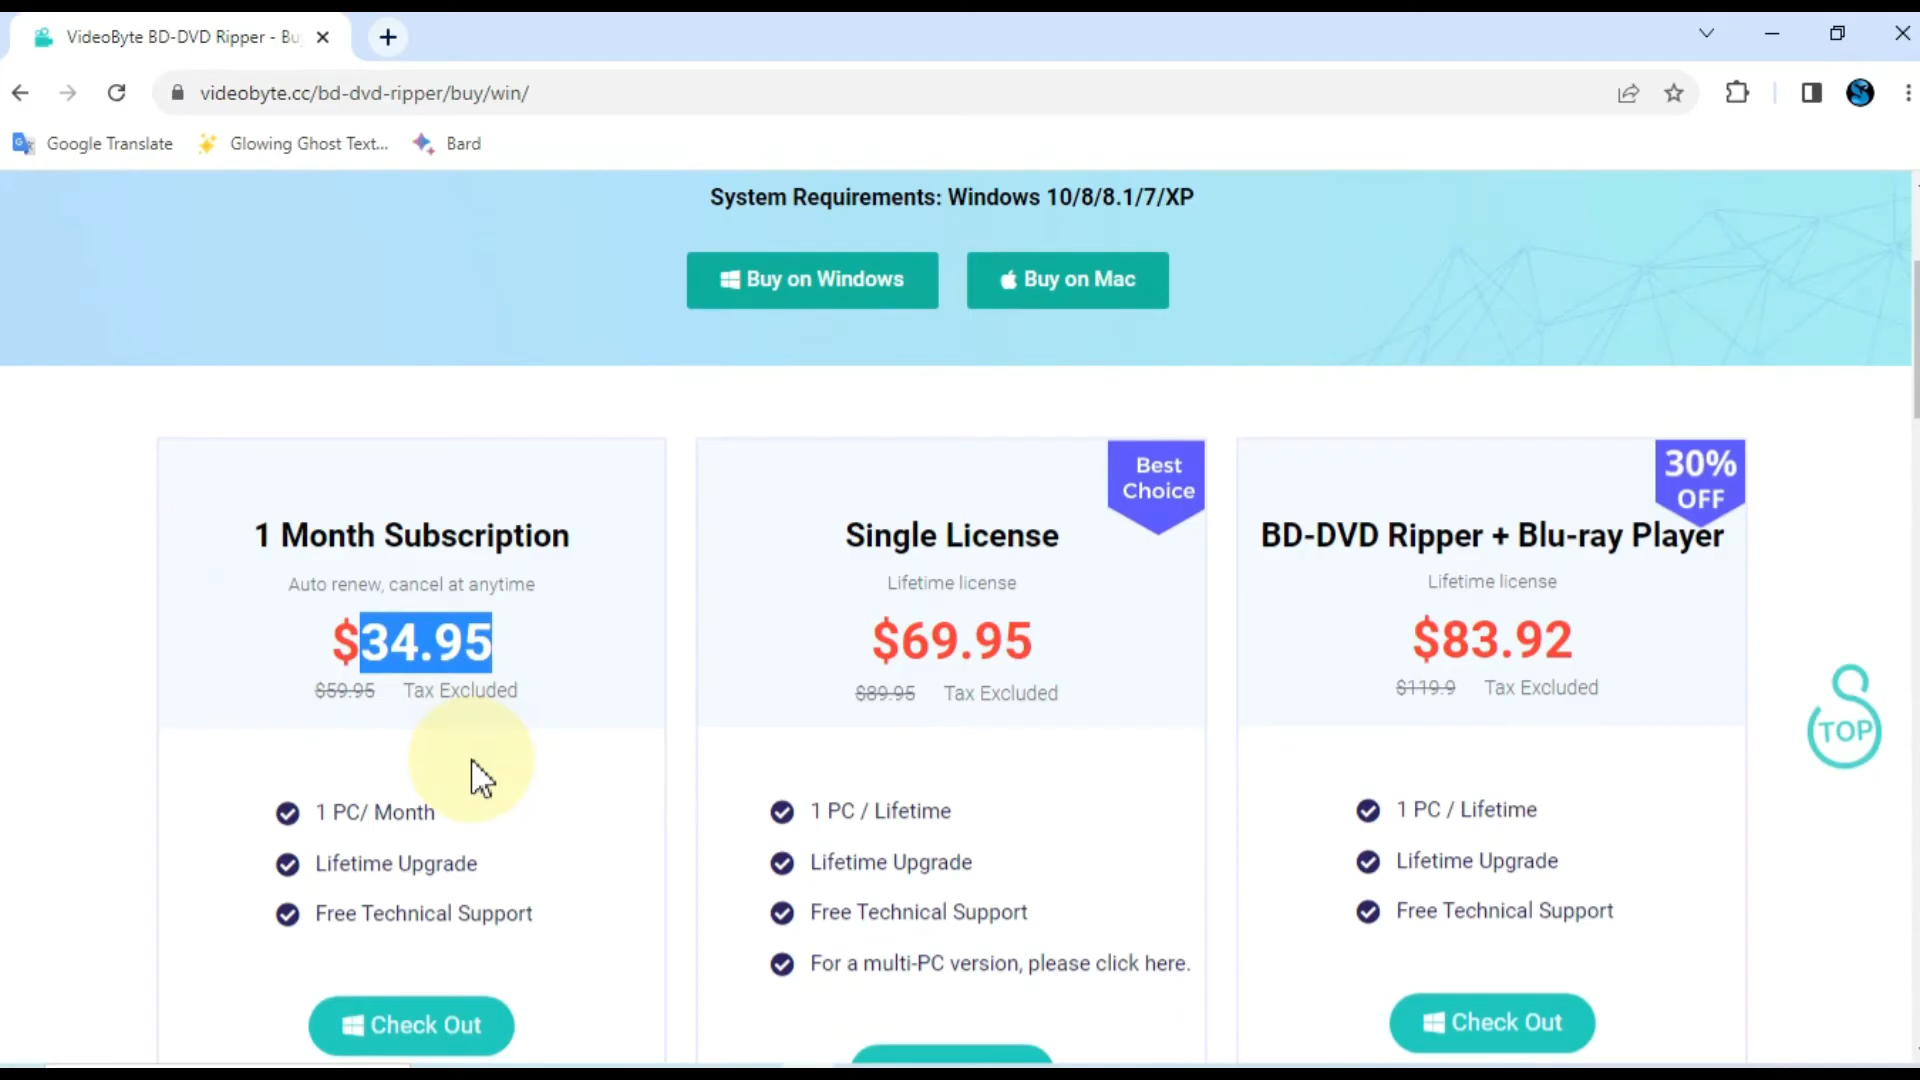 VideoByte BD-DVD Ripper - Bu
videobyte.cc/bd-dvd-ripper/buy/win/
Google Translate
Glowing Ghost Text...
Bard
System Requirements: Windows 10/8/8.1/7/XP
Buy on Windows
Buy on Mac
1 Month Subscription
Auto renew, cancel at anytime
$34.95
$59.95 Tax Excluded
1 PC/ Month
Lifetime Upgrade
Free Technical Support
Check Out
Best
Choice
Single License
Lifetime license
$69.95
$89.95 Tax Excluded
1 PC / Lifetime
Lifetime Upgrade
Free Technical Support
For a multi-PC version, please click here.
30%
OFF
BD-DVD Ripper + Blu-ray Player
Lifetime license
$83.92
$119.9 Tax Excluded
1 PC / Lifetime
Lifetime Upgrade
Free Technical Support
Check Out
TOP